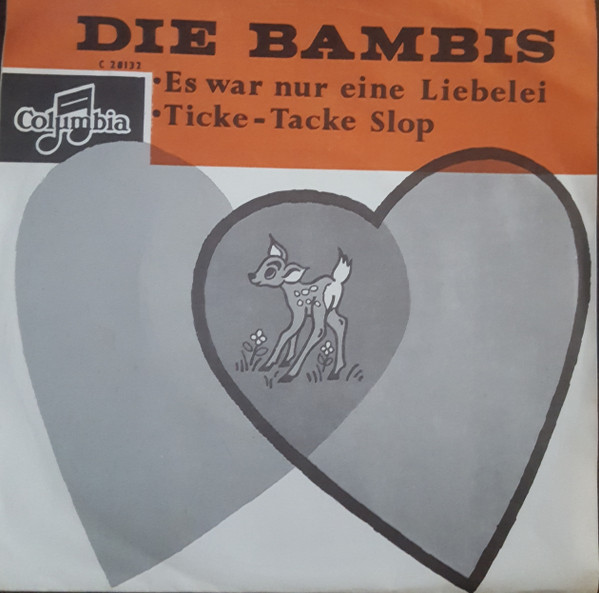 DIE BAMBIS
C 28132
•Es war nur eine Liebelei
•Ticke-Tacke Slop
Columbia